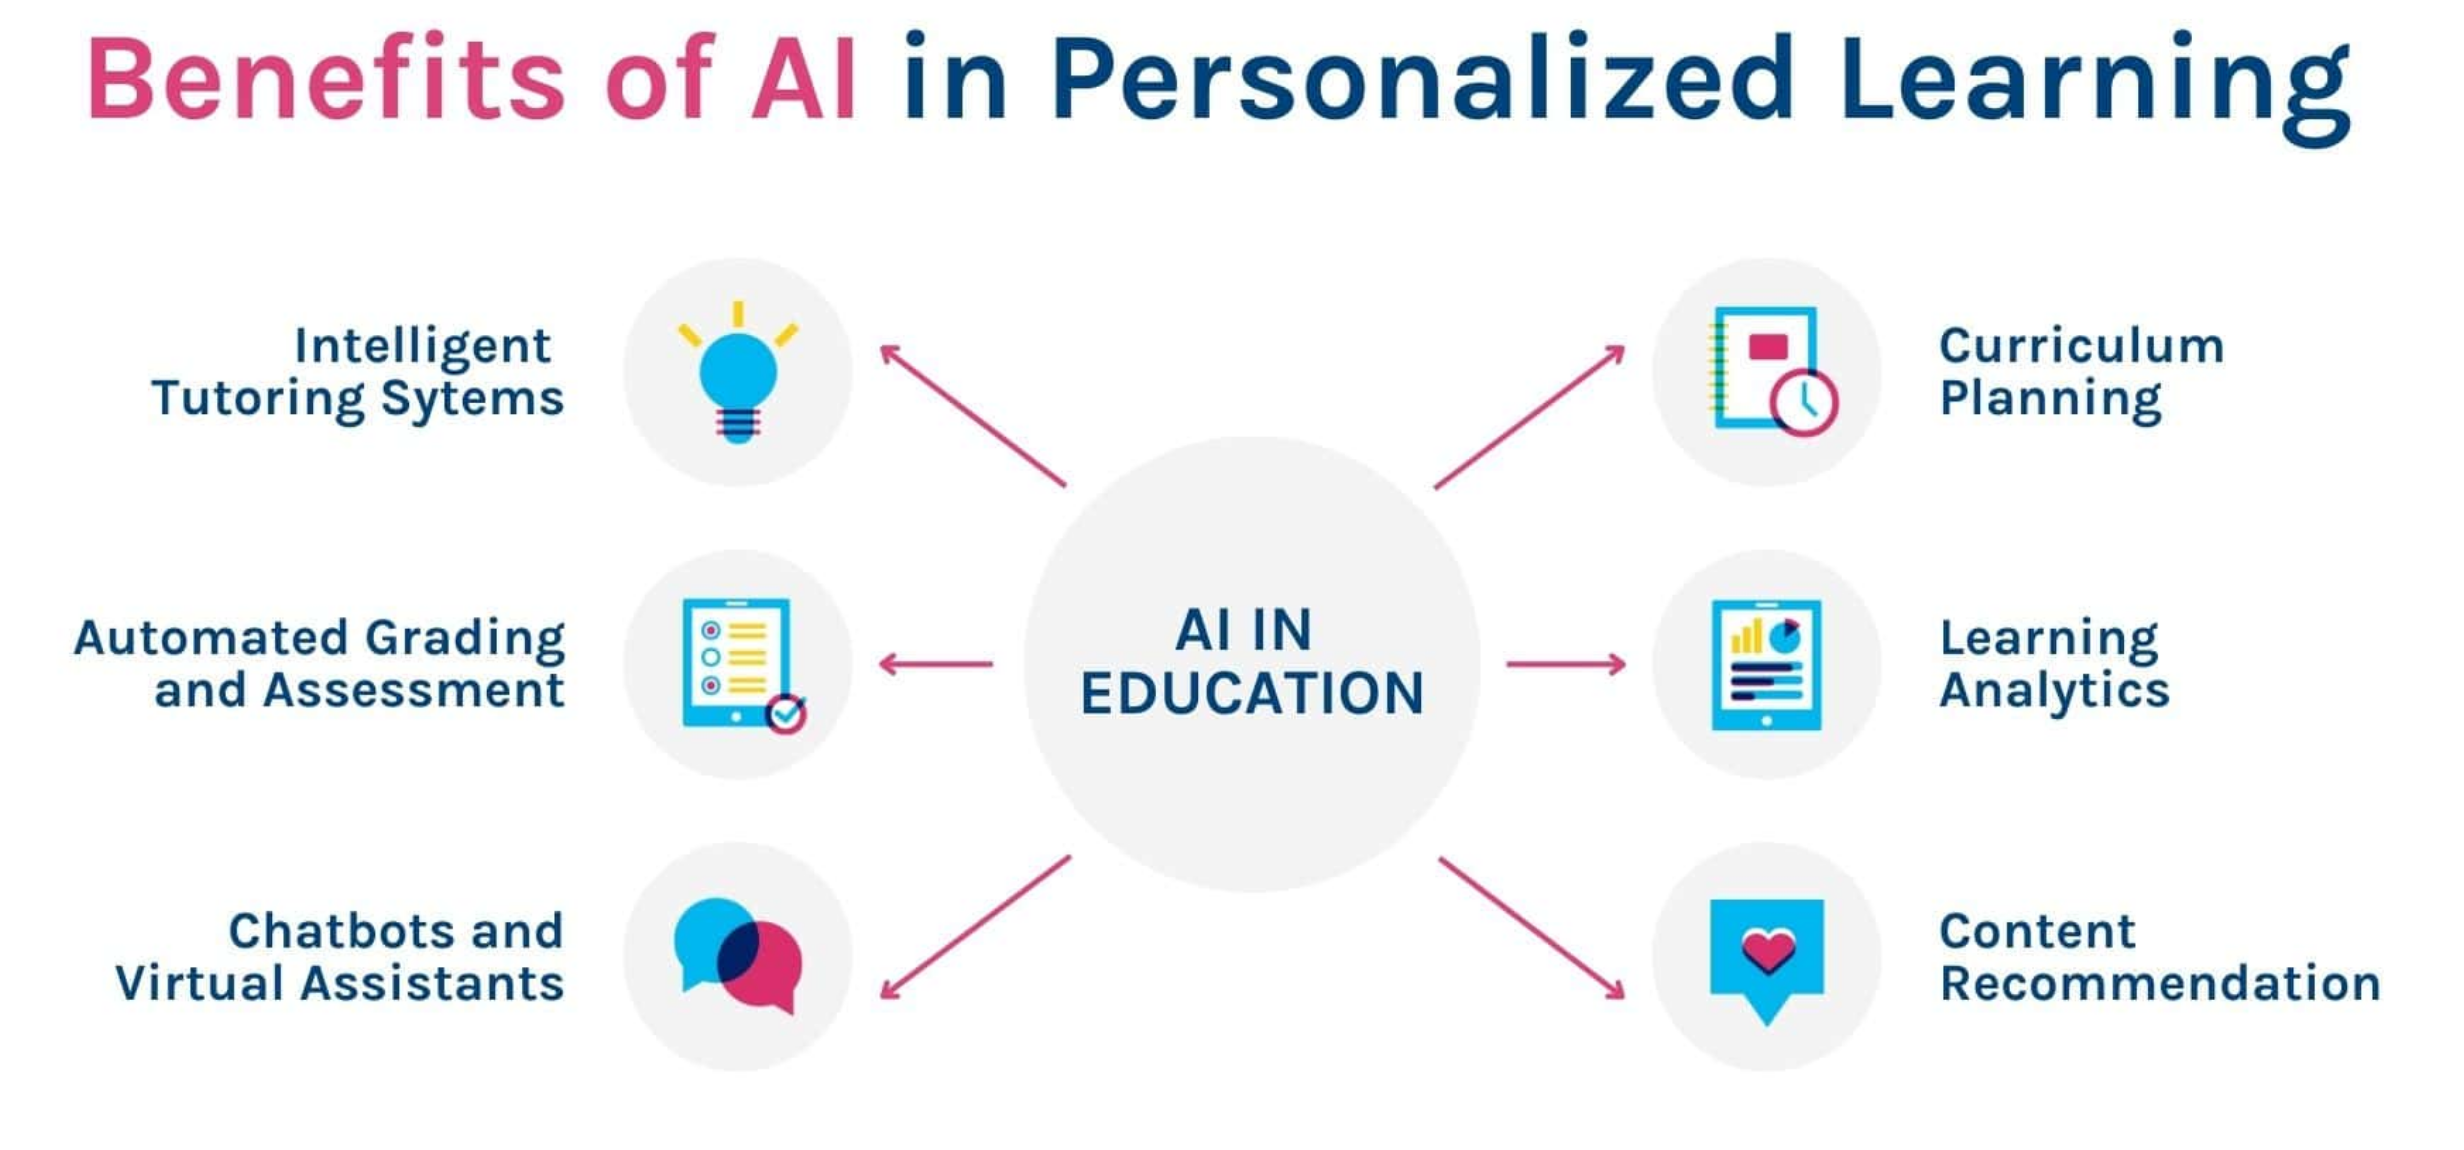 Benefits of AI in Personalized Learning
Intelligent
Tutoring Sytems
Automated Grading
and Assessment
Chatbots and
Virtual Assistants
AI IN
EDUCATION
Curriculum
Planning
Learning
Analytics
Content
Recommendation